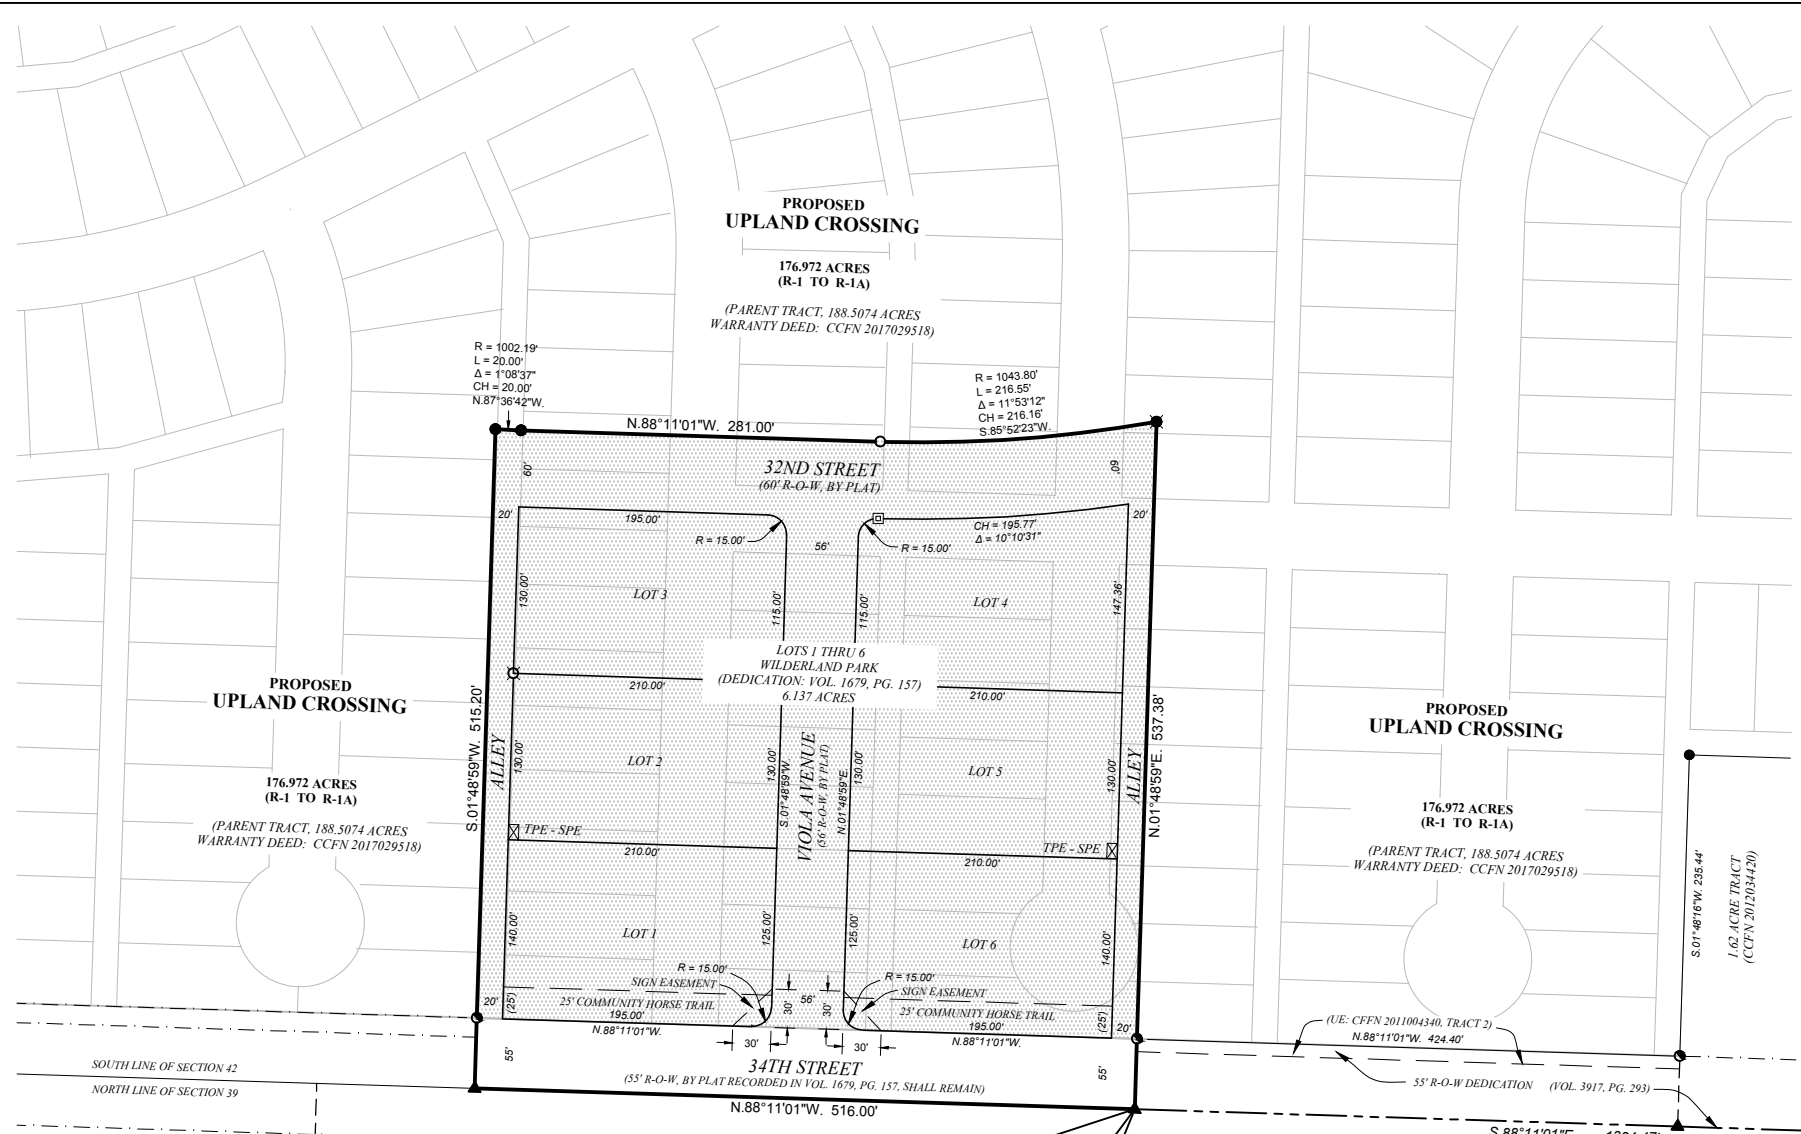 PROPOSED
UPLAND CROSSING
176.972 ACRES
(R-1 TO R-1A)
(PARENT TRACT, 188.5074 ACRES
WARRANTY DEED: CCFN 2017029518)
R = 1002.19'
L = 20.00'
Δ = 1°08'37"
CH = 20.00'
N.87°36'42"W.
R = 1043.80'
L = 216.55'
Δ = 11°53'12"
CH = 216.16'
S.85°52'23"W.
N.88°11'01"W. 281.00'
60'
32ND STREET
(60' R-O-W, BY PLAT)
60'
20'
195.00'
R = 15.00'
56'
R = 15.00'
CH = 195.77'
Δ = 10°10'31"
20'
130.00'
LOT 3
115.00'
115.00'
LOT 4
147.36'
LOTS 1 THRU 6
WILDERLAND PARK
(DEDICATION: VOL. 1679, PG. 157)
6.137 ACRES
210.00'
210.00'
PROPOSED
UPLAND CROSSING
176.972 ACRES
(R-1 TO R-1A)
(PARENT TRACT, 188.5074 ACRES
WARRANTY DEED: CCFN 2017029518)
S.01°48'59"W. 515.20'
ALLEY
130.00'
LOT 2
130.00'
S.01°48'59"W.
VIOLA AVENUE
(56' R-O-W, BY PLAT)
N.01°48'59"E.
130.00'
LOT 5
130.00'
ALLEY
N.01°48'59"E. 537.38'
PROPOSED
UPLAND CROSSING
176.972 ACRES
(R-1 TO R-1A)
(PARENT TRACT, 188.5074 ACRES
WARRANTY DEED: CCFN 2017029518)
S.01°48'16"W. 235.44'
1.62 ACRE TRACT
(CCFN 2012034420)
TPE - SPE
210.00'
TPE - SPE
210.00'
140.00'
LOT 1
125.00'
125.00'
LOT 6
140.00'
R = 15.00'
SIGN EASEMENT
25' COMMUNITY HORSE TRAIL
R = 15.00'
SIGN EASEMENT
25' COMMUNITY HORSE TRAIL
20'
(25')
195.00'
N.88°11'01"W.
30'
56'
30'
195.00'
N.88°11'01"W.
(25')
20'
30'
30'
55'
34TH STREET
(55' R-O-W, BY PLAT RECORDED IN VOL. 1679, PG. 157, SHALL REMAIN)
55'
N.88°11'01"W. 516.00'
SOUTH LINE OF SECTION 42
NORTH LINE OF SECTION 39
(UE: CFFN 2011004340, TRACT 2)
N.88°11'01"W. 424.40'
55' R-O-W DEDICATION (VOL. 3917, PG. 293)
S.88°11'01"E.